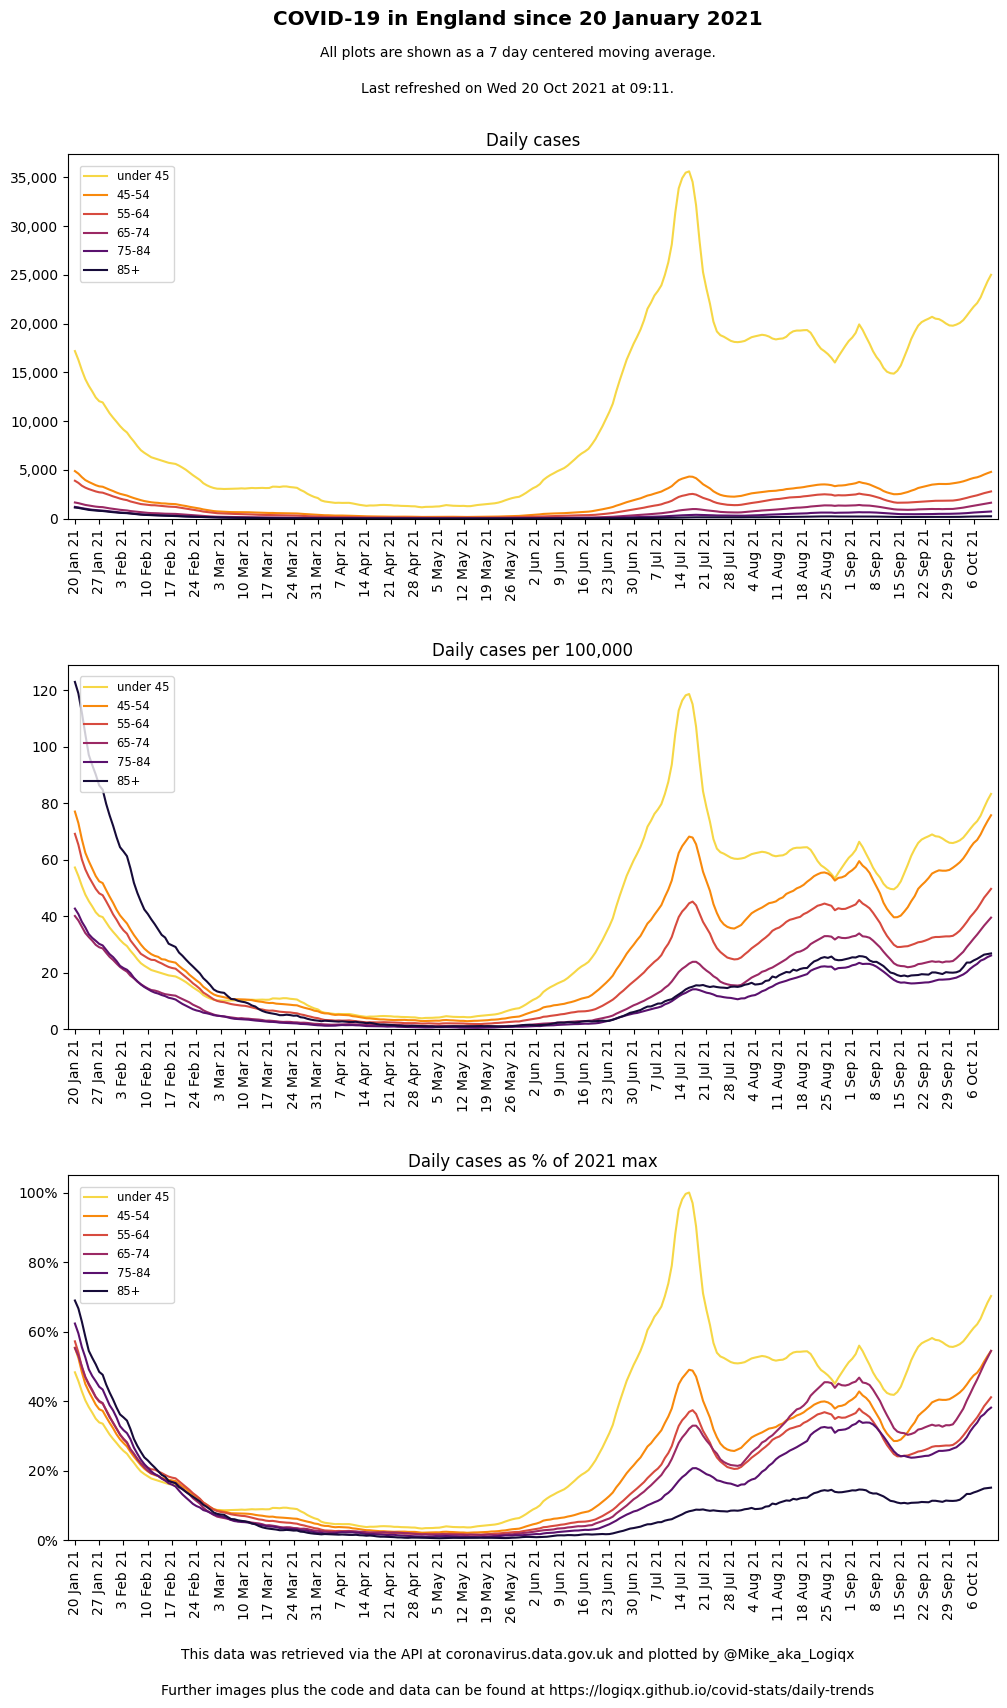 COVID-19 in England since 20 January 2021
All plots are shown as a 7 day centered moving average.
Last refreshed on Wed 20 Oct 2021 at 09:11.
Daily cases
35,000
30,000
25,000
20,000
15,000
10,000
5,000
0
under 45
45-54
55-64
65-74
75-84
85+
20 Jan 21
27 Jan 21
3 Feb 21
10 Feb 21
17 Feb 21
24 Feb 21
3 Mar 21
10 Mar 21
17 Mar 21
24 Mar 21
31 Mar 21
7 Apr 21
14 Apr 21
21 Apr 21
28 Apr 21
5 May 21
12 May 21
19 May 21
26 May 21
2 Jun 21
9 Jun 21
16 Jun 21
23 Jun 21
30 Jun 21
7 Jul 21
14 Jul 21
21 Jul 21
28 Jul 21
4 Aug 21
11 Aug 21
18 Aug 21
25 Aug 21
1 Sep 21
8 Sep 21
15 Sep 21
22 Sep 21
29 Sep 21
6 Oct 21
Daily cases per 100,000
120
100
80
60
40
20
0
under 45
45-54
55-64
65-74
75-84
85+
20 Jan 21
27 Jan 21
3 Feb 21
10 Feb 21
17 Feb 21
24 Feb 21
3 Mar 21
10 Mar 21
17 Mar 21
24 Mar 21
31 Mar 21
7 Apr 21
14 Apr 21
21 Apr 21
28 Apr 21
5 May 21
12 May 21
19 May 21
26 May 21
2 Jun 21
9 Jun 21
16 Jun 21
23 Jun 21
30 Jun 21
7 Jul 21
14 Jul 21
21 Jul 21
28 Jul 21
4 Aug 21
11 Aug 21
18 Aug 21
25 Aug 21
1 Sep 21
8 Sep 21
15 Sep 21
22 Sep 21
29 Sep 21
6 Oct 21
Daily cases as % of 2021 max
100%
80%
60%
40%
20%
0%
under 45
45-54
55-64
65-74
75-84
85+
20 Jan 21
27 Jan 21
3 Feb 21
10 Feb 21
17 Feb 21
24 Feb 21
3 Mar 21
10 Mar 21
17 Mar 21
24 Mar 21
31 Mar 21
7 Apr 21
14 Apr 21
21 Apr 21
28 Apr 21
5 May 21
12 May 21
19 May 21
26 May 21
2 Jun 21
9 Jun 21
16 Jun 21
23 Jun 21
30 Jun 21
7 Jul 21
14 Jul 21
21 Jul 21
28 Jul 21
4 Aug 21
11 Aug 21
18 Aug 21
25 Aug 21
1 Sep 21
8 Sep 21
15 Sep 21
22 Sep 21
29 Sep 21
6 Oct 21
This data was retrieved via the API at coronavirus.data.gov.uk and plotted by @Mike_aka_Logiqx
Further images plus the code and data can be found at https://logiqx.github.io/covid-stats/daily-trends